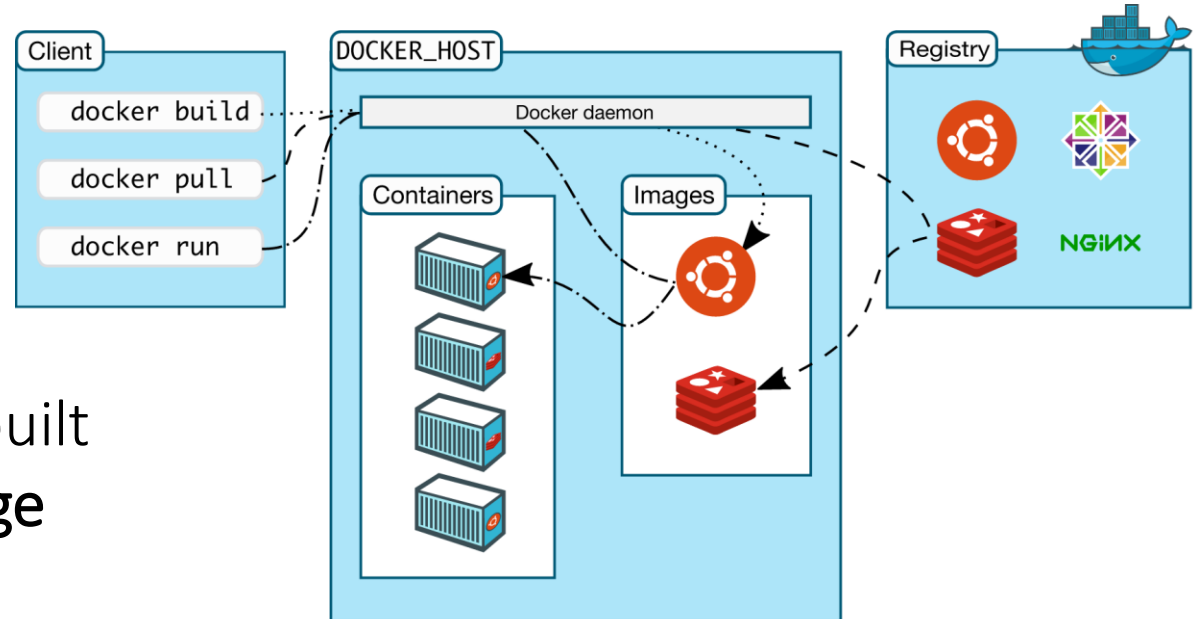 Client
docker build
docker pull
docker run
DOCKER_HOST
Docker daemon
Containers
Images
Registry
NGINX
uilt
ge